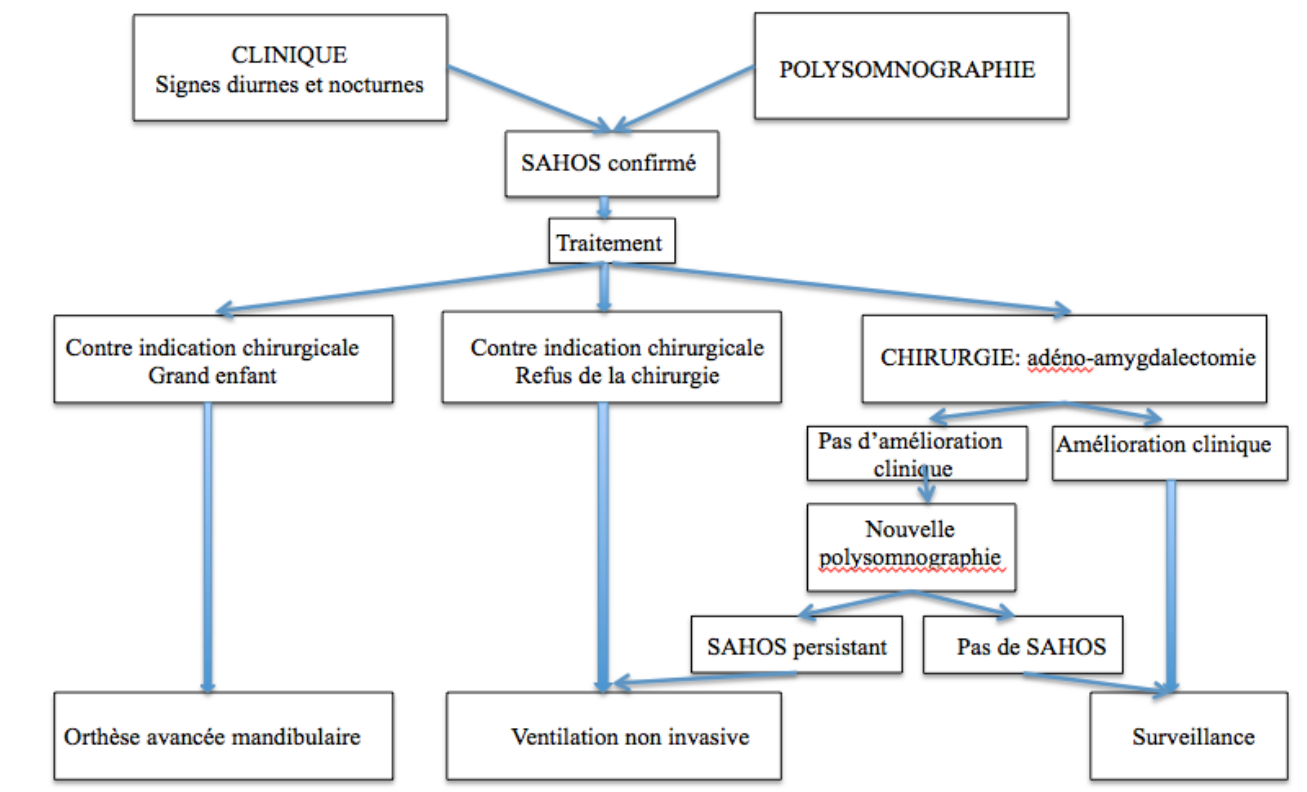 CLINIQUE
Signes diurnes et nocturnes
POLYSOMNOGRAPHIE
SAHOS confirmé
Traitement
Contre indication chirurgicale
Grand enfant
Contre indication chirurgicale
Refus de la chirurgie
CHIRURGIE: adéno-amygdalectomie
Pas d’amélioration
clinique
Amélioration clinique
Nouvelle
polysomnographie
SAHOS persistant
Pas de SAHOS
Orthèse avancée mandibulaire
Ventilation non invasive
Surveillance